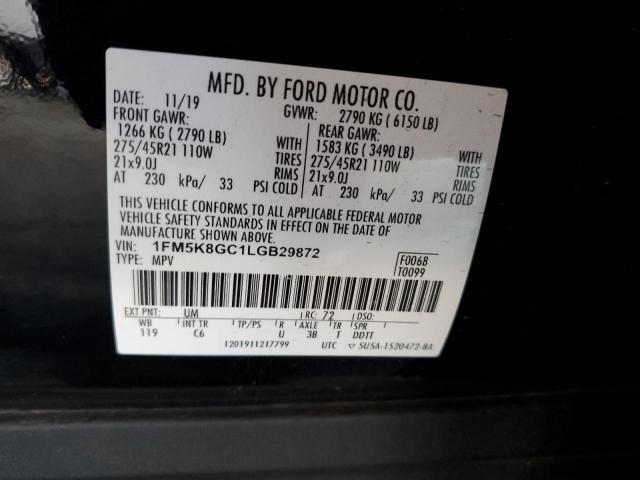 MFD. BY FORD MOTOR CO.
DATE: 11/19 GVWR: 2790 KG ( 6150 LB)
FRONT GAWR: REAR GAWR:
1266 KG ( 2790 LB) WITH 1583 KG ( 3490 LB) WITH
275/45R21 110W TIRES 275/45R21 110W TIRES
21x9.0J RIMS 21x9.0J RIMS
AT 230 kPa/ 33 PSI COLD AT 230 kPa/ 33 PSI COLD
THIS VEHICLE CONFORMS TO ALL APPLICABLE FEDERAL MOTOR
VEHICLE SAFETY STANDARDS IN EFFECT ON THE DATE OF
MANUFACTURE SHOWN ABOVE.
VIN: 1FM5K8GC1LGB29872 F0068
TYPE: MPV T0099
EXT PNT: UM RC: 72
WB INT TR TP/PS R AXLE TR SPR
119 C6 U 3B T DDTT
1201911217799 UTC ▽ 5U5A-1520472-BA